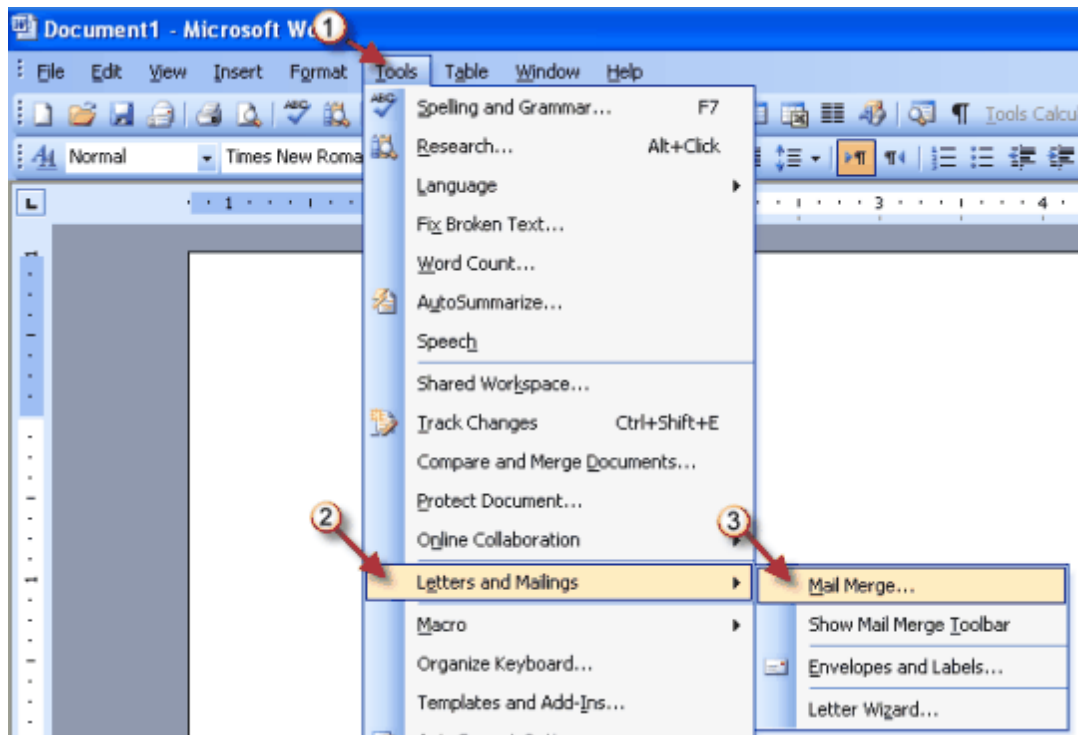 Document1 - Microsoft W
1
File Edit View Insert Format Tools Table Window Help
Tools Calcul
Normal Times New Roma
Spelling and Grammar... F7
Research... Alt+Click
Language
Fix Broken Text...
Word Count...
AutoSummarize...
Speech
Shared Workspace...
Track Changes Ctrl+Shift+E
Compare and Merge Documents...
Protect Document...
Online Collaboration
2
Letters and Mailings
3
Mail Merge...
Show Mail Merge Toolbar
Envelopes and Labels...
Letter Wizard...
Macro
Organize Keyboard...
Templates and Add-Ins...
1
3
4